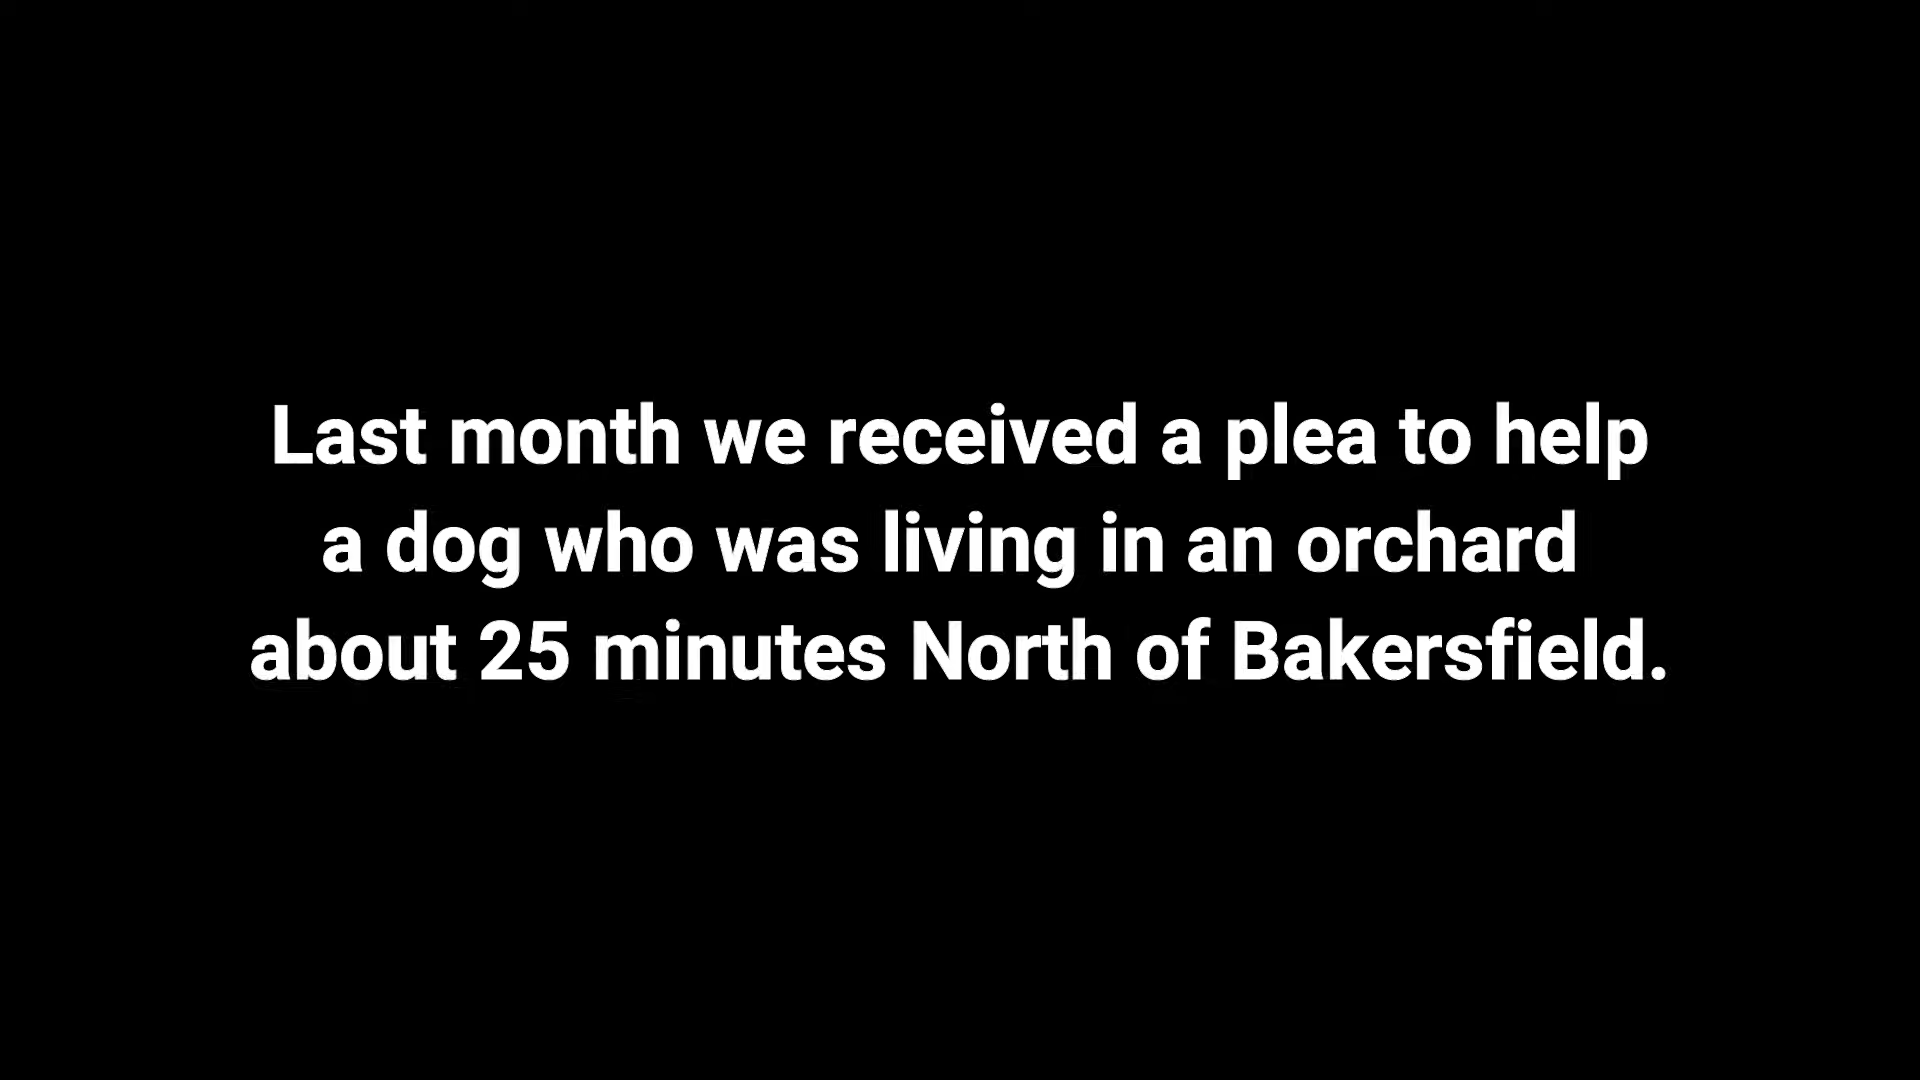 Last month we received a plea to help
a dog who was living in an orchard
about 25 minutes North of Bakersfield.